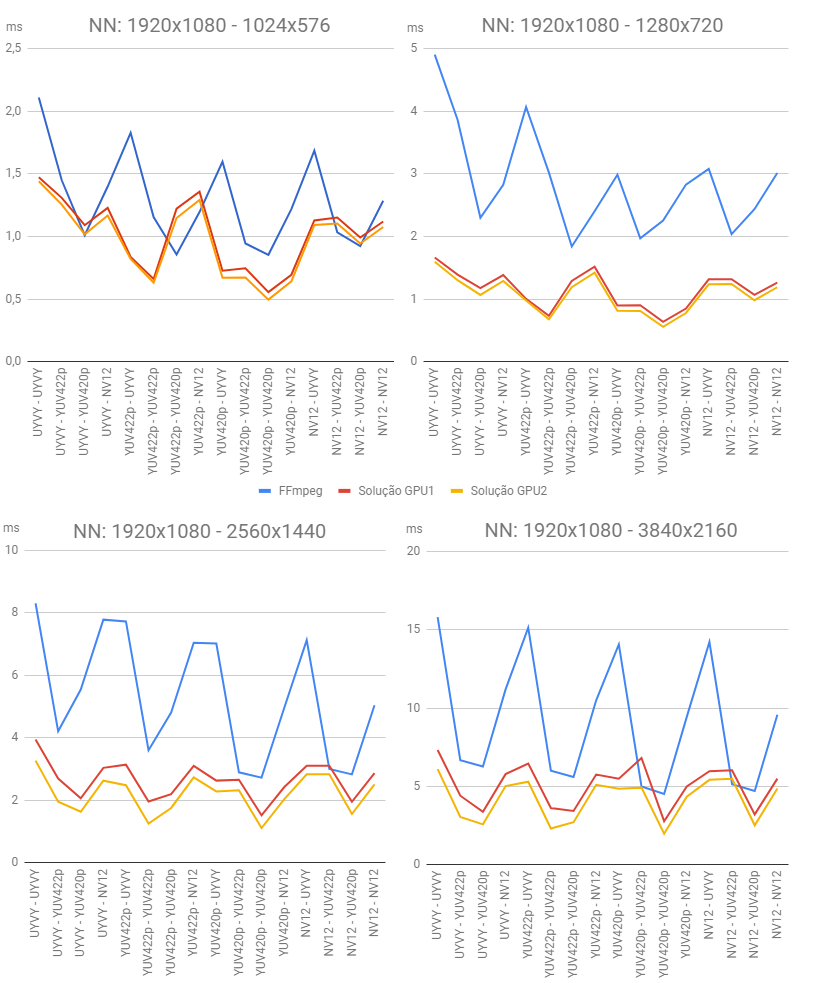 ms
NN: 1920x1080 - 1024x576
2,5
2,0
1,5
1,0
0,5
0,0
UYVY - UYVY
UYVY - YUV422p
UYVY - YUV420p
UYVY - NV12
YUV422p - UYVY
YUV422p - YUV422p
YUV422p - YUV420p
YUV422p - NV12
YUV420p - UYVY
YUV420p - YUV422p
YUV420p - YUV420p
YUV420p - NV12
NV12 - UYVY
NV12 - YUV422p
NV12 - YUV420p
NV12 - NV12
ms
NN: 1920x1080 - 1280x720
5
4
3
2
1
0
UYVY - UYVY
UYVY - YUV422p
UYVY - YUV420p
UYVY - NV12
YUV422p - UYVY
YUV422p - YUV422p
YUV422p - YUV420p
YUV422p - NV12
YUV420p - UYVY
YUV420p - YUV422p
YUV420p - YUV420p
YUV420p - NV12
NV12 - UYVY
NV12 - YUV422p
NV12 - YUV420p
NV12 - NV12
FFmpeg
Solução GPU1
Solução GPU2
ms
NN: 1920x1080 - 2560x1440
10
8
6
4
2
0
UYVY - UYVY
UYVY - YUV422p
UYVY - YUV420p
UYVY - NV12
YUV422p - UYVY
YUV422p - YUV422p
YUV422p - YUV420p
YUV422p - NV12
YUV420p - UYVY
YUV420p - YUV422p
YUV420p - YUV420p
YUV420p - NV12
NV12 - UYVY
NV12 - YUV422p
NV12 - YUV420p
NV12 - NV12
ms
NN: 1920x1080 - 3840x2160
20
15
10
5
0
UYVY - UYVY
UYVY - YUV422p
UYVY - YUV420p
UYVY - NV12
YUV422p - UYVY
YUV422p - YUV422p
YUV422p - YUV420p
YUV422p - NV12
YUV420p - UYVY
YUV420p - YUV422p
YUV420p - YUV420p
YUV420p - NV12
NV12 - UYVY
NV12 - YUV422p
NV12 - YUV420p
NV12 - NV12